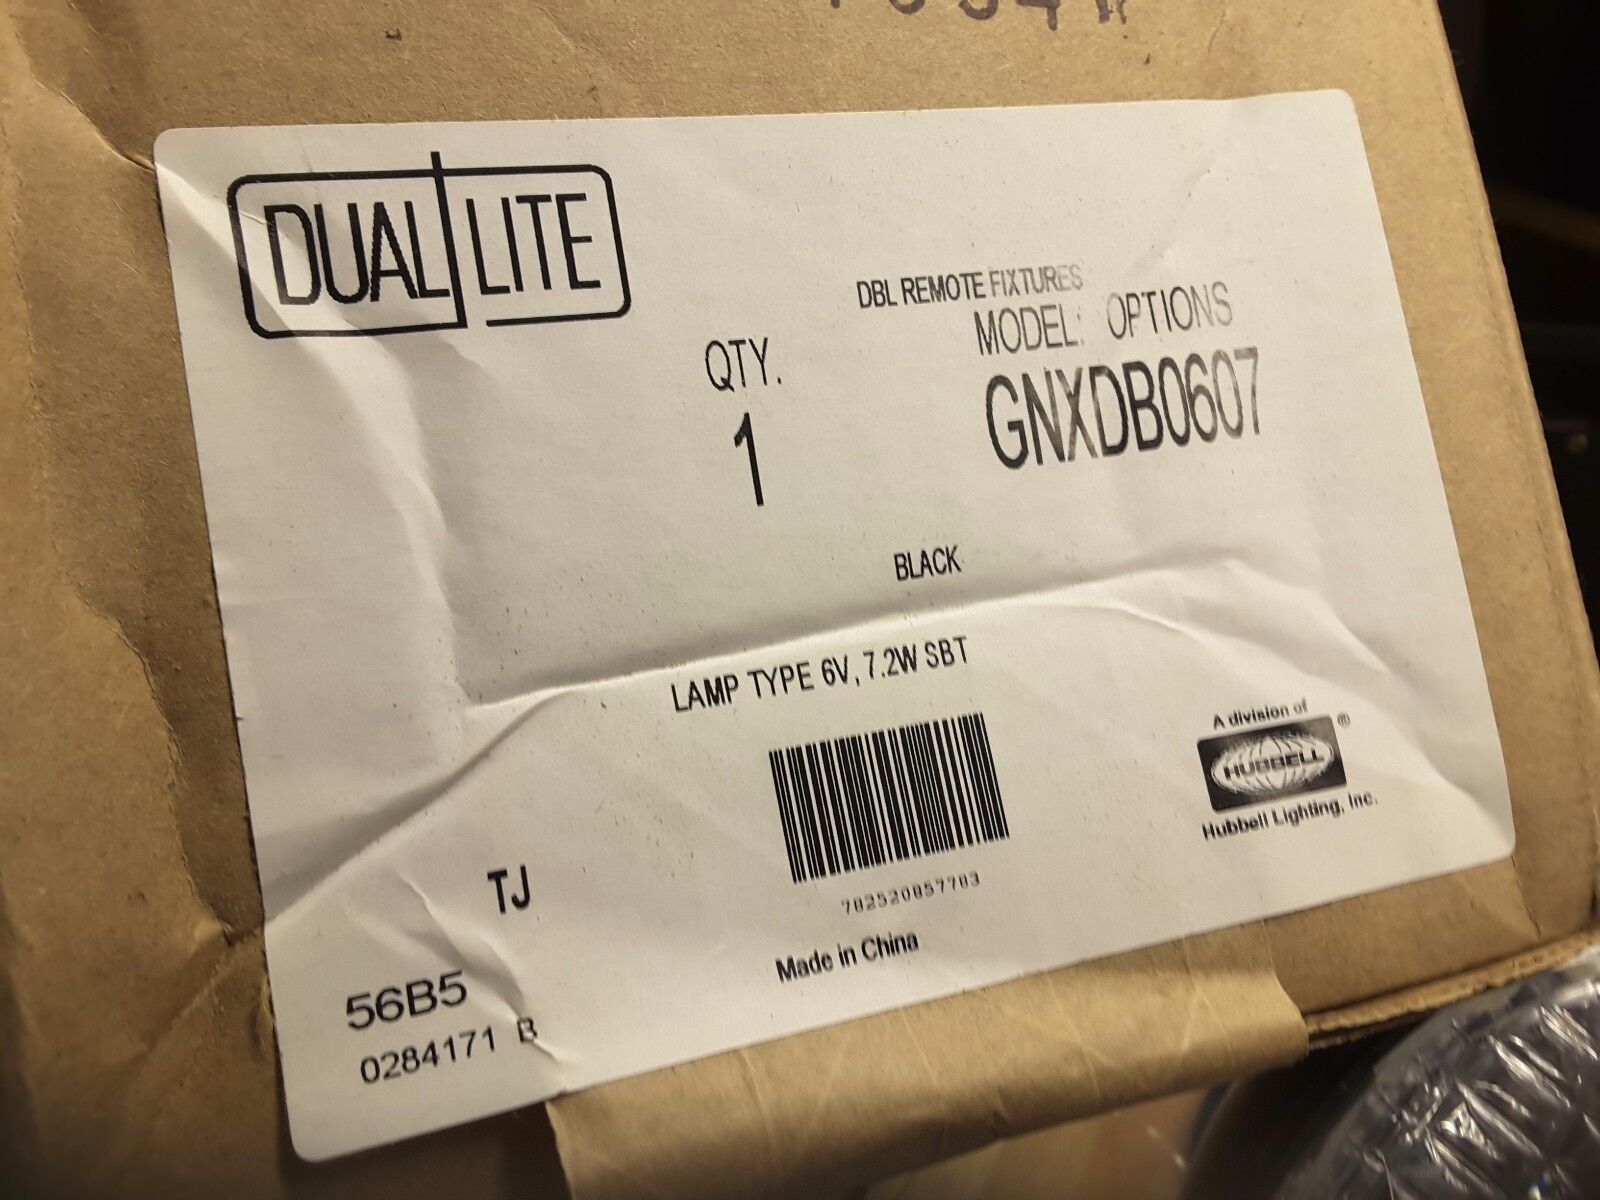 DUAL LITE
DBL REMOTE FIXTURES
MODEL: OPTIONS
QTY.
GNXDB0607
1
BLACK
LAMP TYPE 6V, 7.2W SBT
A division of
HUBBELL ®
Hubbell Lighting, Inc.
782520857783
TJ
Made in China
56B5
0284171 B